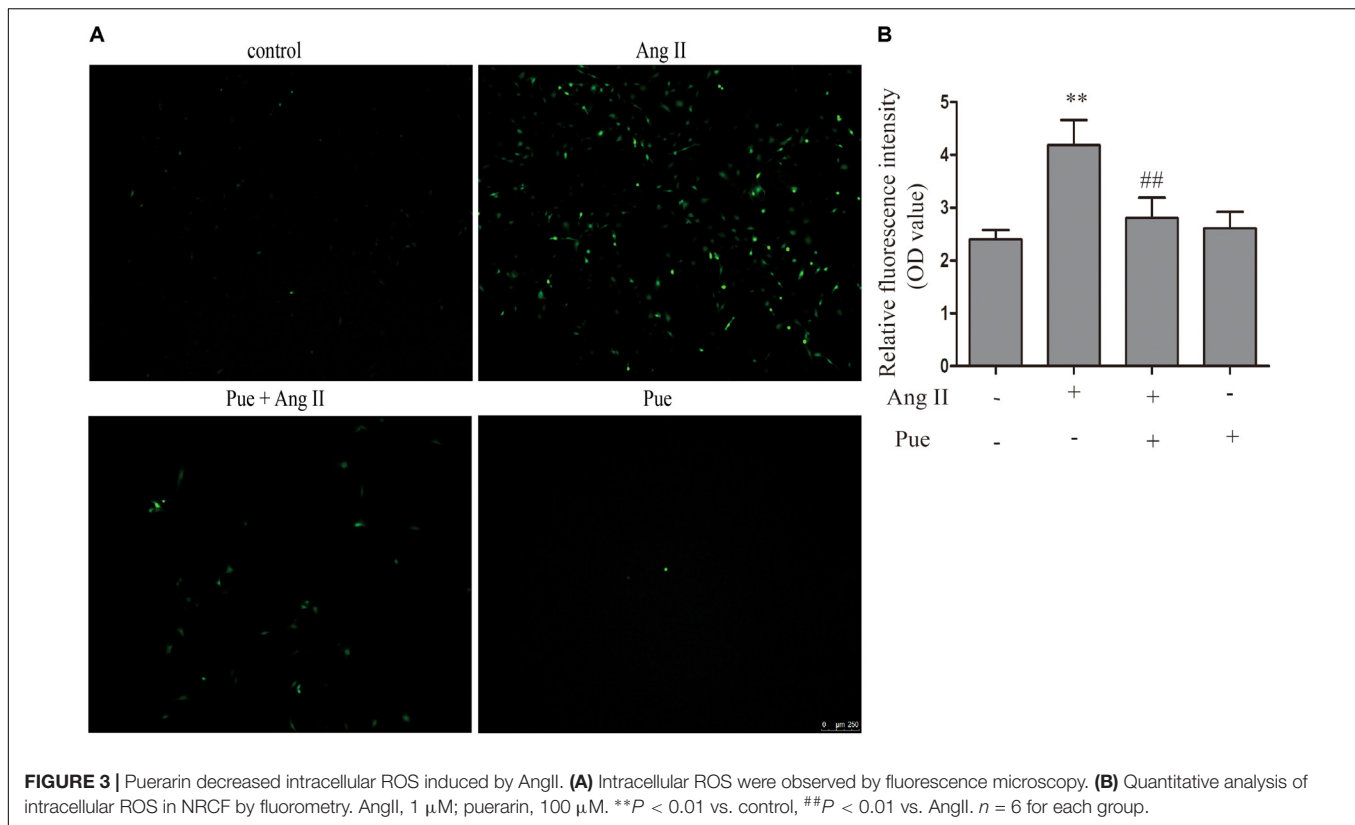 A
control
Ang II
Pue + Ang II
Pue
0 µm 250
B
Relative fluorescence intensity
(OD value)
5
4
3
2
1
0
**
##
Ang II - + + -
Pue - - + +
FIGURE 3 | Puerarin decreased intracellular ROS induced by AngII. (A) Intracellular ROS were observed by fluorescence microscopy. (B) Quantitative analysis of
intracellular ROS in NRCF by fluorometry. AngII, 1 μM; puerarin, 100 μM. **P < 0.01 vs. control, ##P < 0.01 vs. AngII. n = 6 for each group.